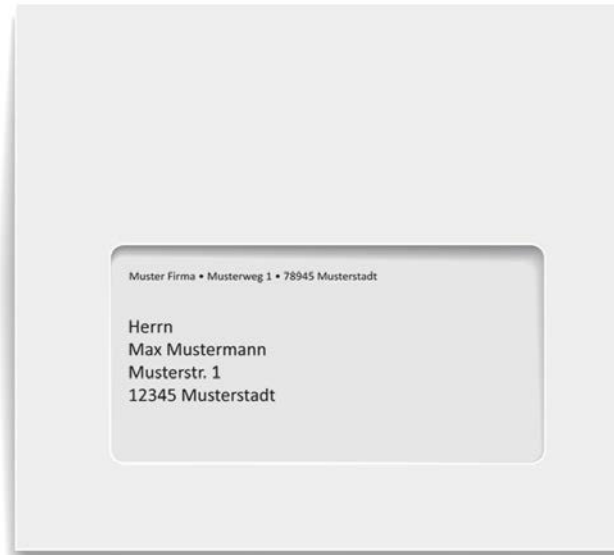 Muster Firma • Musterweg 1 • 78945 Musterstadt
Herrn
Max Mustermann
Musterstr. 1
12345 Musterstadt